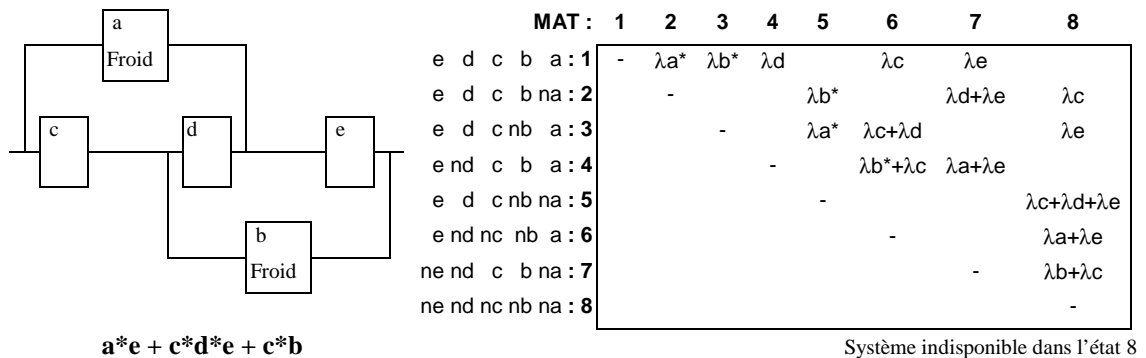 a
Froid
c
d
e
b
Froid
a*e + c*d*e + c*b
MAT : 1 2 3 4 5 6 7 8
e d c b a : 1 - λa* λb* λd λc λe
e d c b na : 2 - λb* λd+λe λc
e d c nb a : 3 - λa* λc+λd λe
e nd c b a : 4 - λb*+λc λa+λe
e d c nb na : 5 - λc+λd+λe
e nd nc nb a : 6 - λa+λe
ne nd c b na : 7 - λb+λc
ne nd nc nb na : 8 -
Système indisponible dans l'état 8